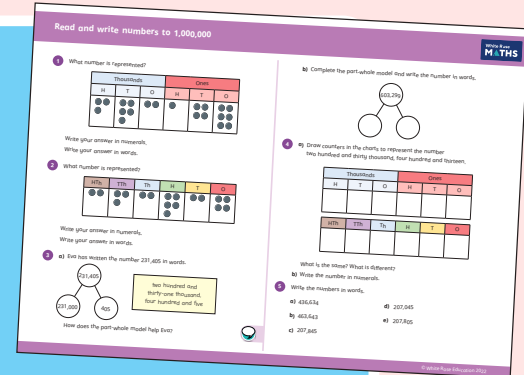 Read and write numbers to 1,000,000
White Rose
MATHS
1 What number is represented?
Thousands Ones
H T O H T O
Write your answer in numerals.
Write your answer in words.
2 What number is represented?
HTh TTh Th H T O
Write your answer in numerals.
Write your answer in words.
3 a) Eva has written the number 231,405 in words.
231,405
231,000 405
two hundred and
thirty-one thousand,
four hundred and five
How does the part-whole model help Eva?
b) Complete the part-whole model and write the number in words.
603,290
4 a) Draw counters in the charts to represent the number
two hundred and thirty thousand, four hundred and thirteen.
Thousands Ones
H T O H T O
HTh TTh Th H T O
What is the same? What is different?
b) Write the number in numerals.
5 Write the numbers in words.
a) 436,634
b) 463,643
c) 207,845
d) 207,045
e) 207,805
© White Rose Education 2022